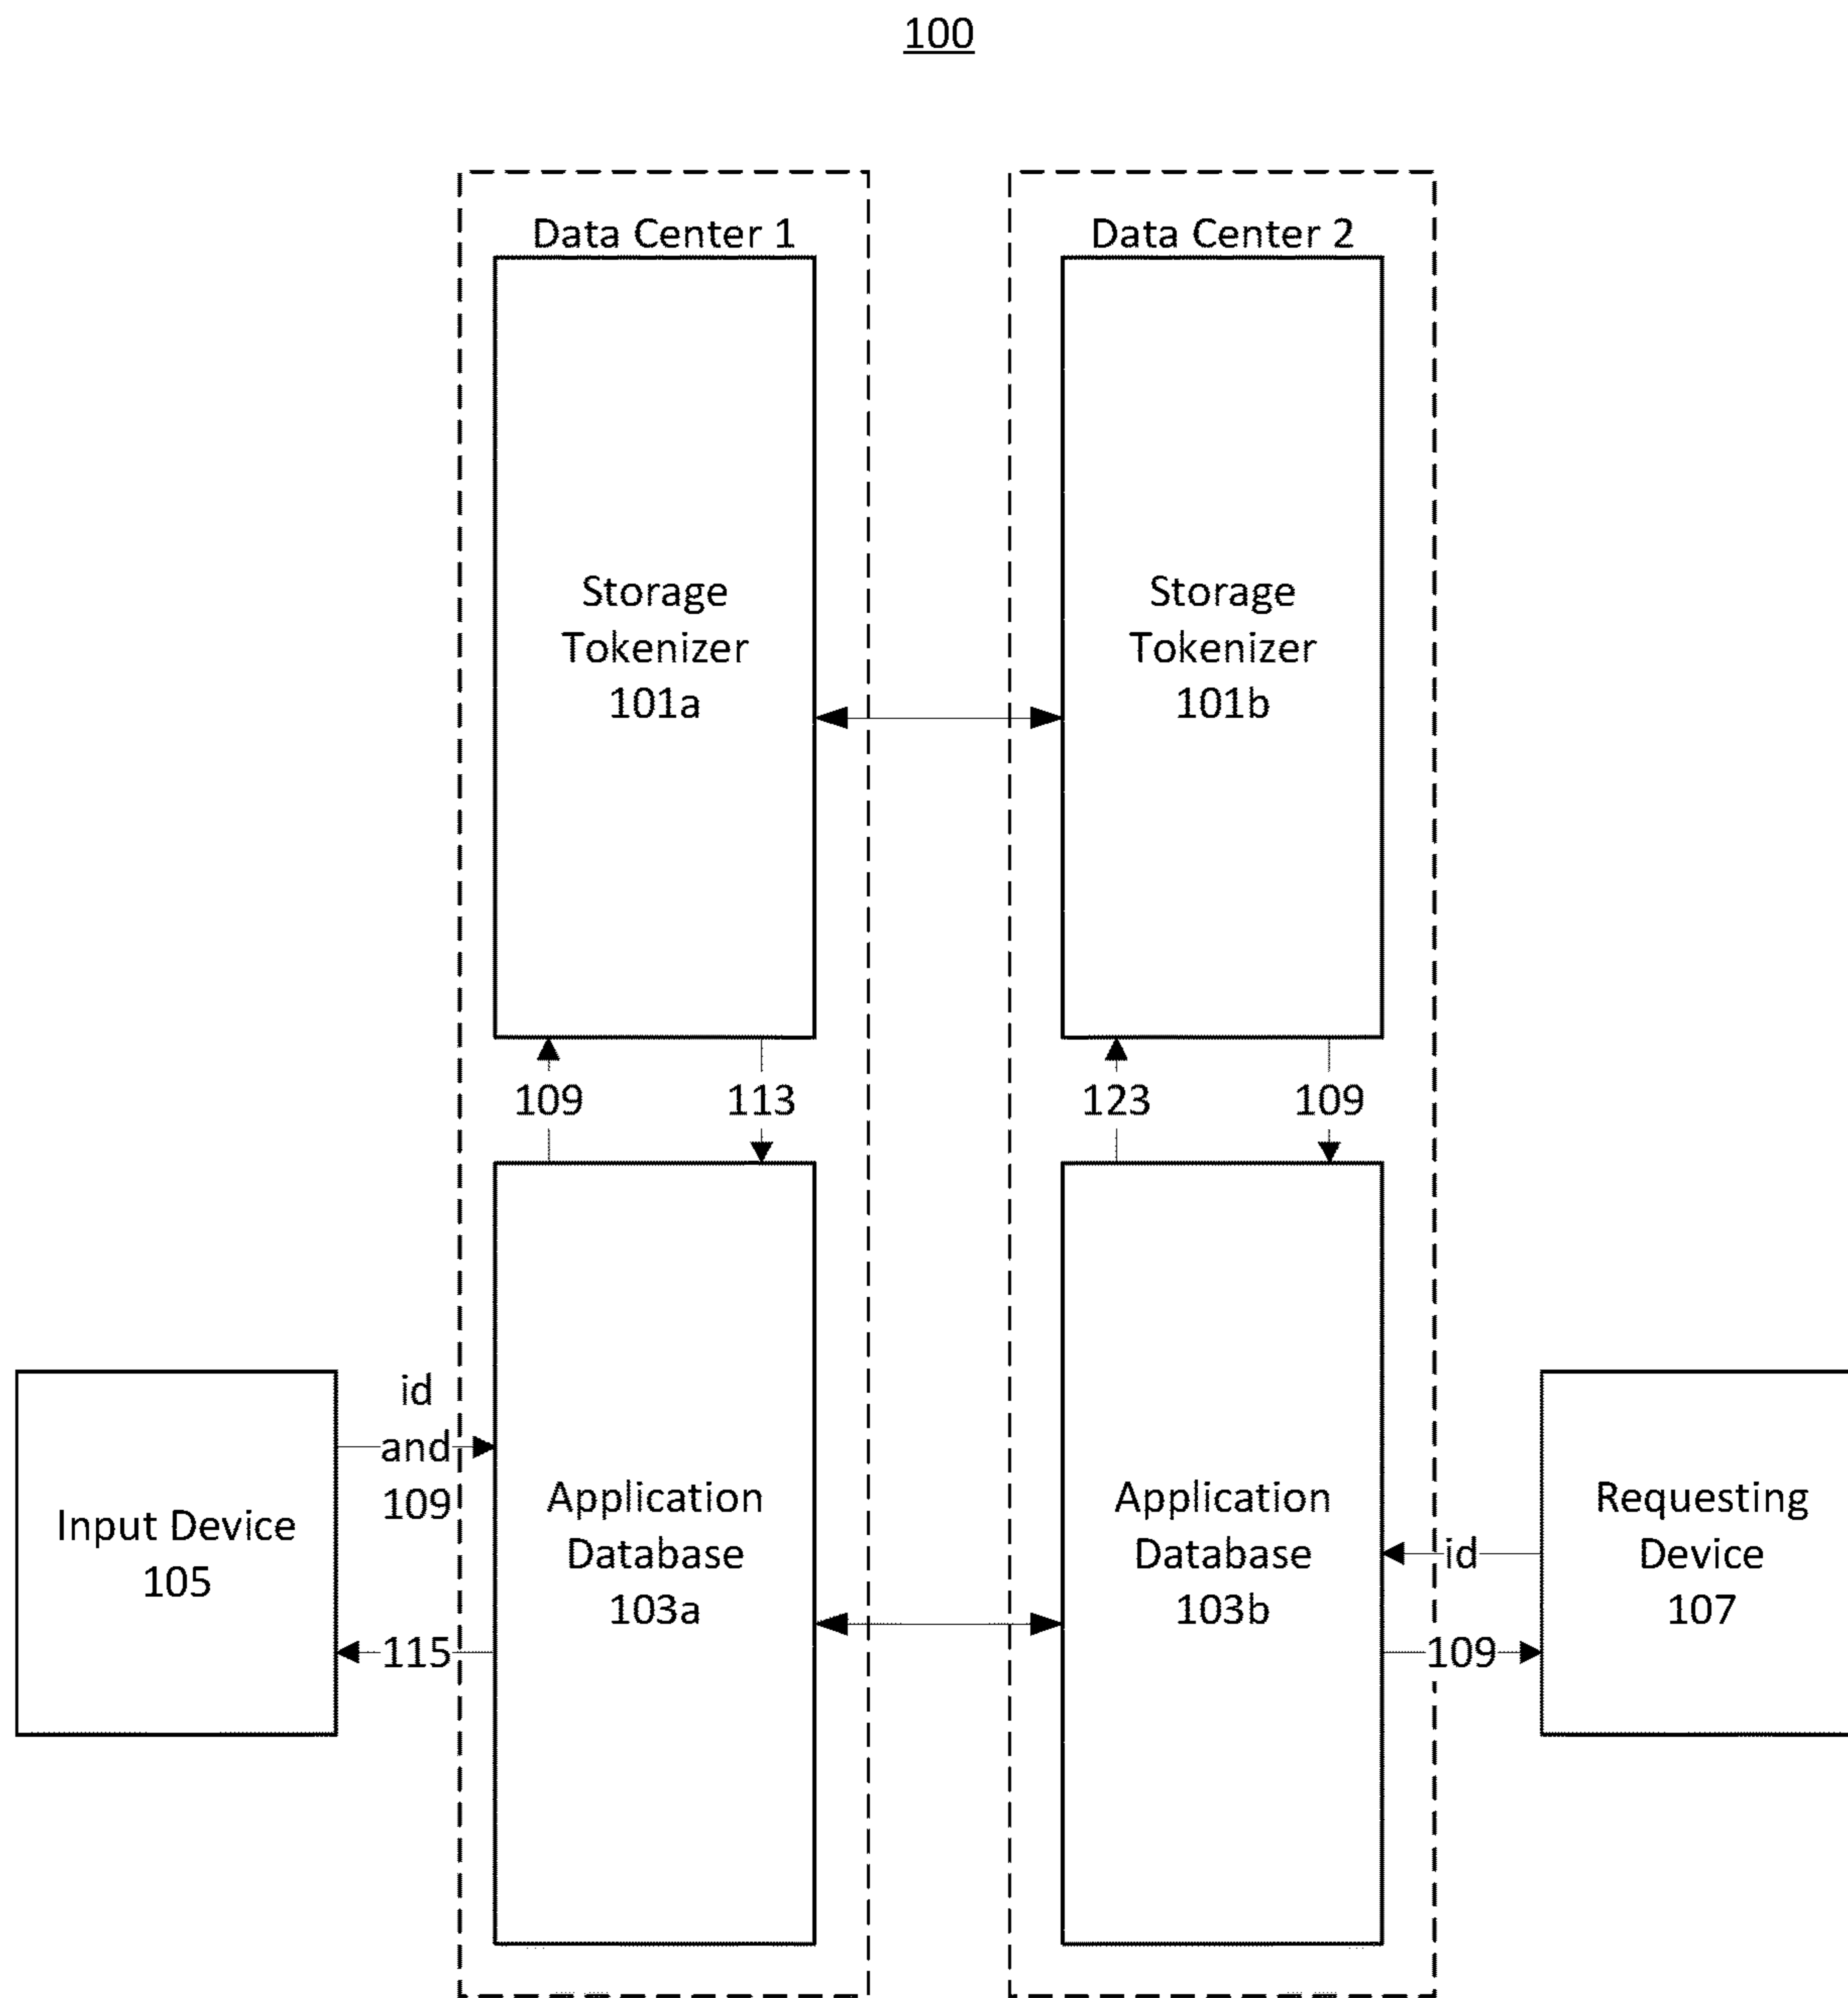 100
Data Center 1
Data Center 2
Storage
Tokenizer
101a
Storage
Tokenizer
101b
109
113
123
109
id
and
109
Input Device
105
115
Application
Database
103a
Application
Database
103b
id
109
Requesting
Device
107